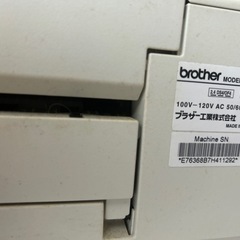 brother MODEL
100V-120V AC 50/60
ブラザー工業株式会社
MADE
Machine SN
*E76368B7H411292*